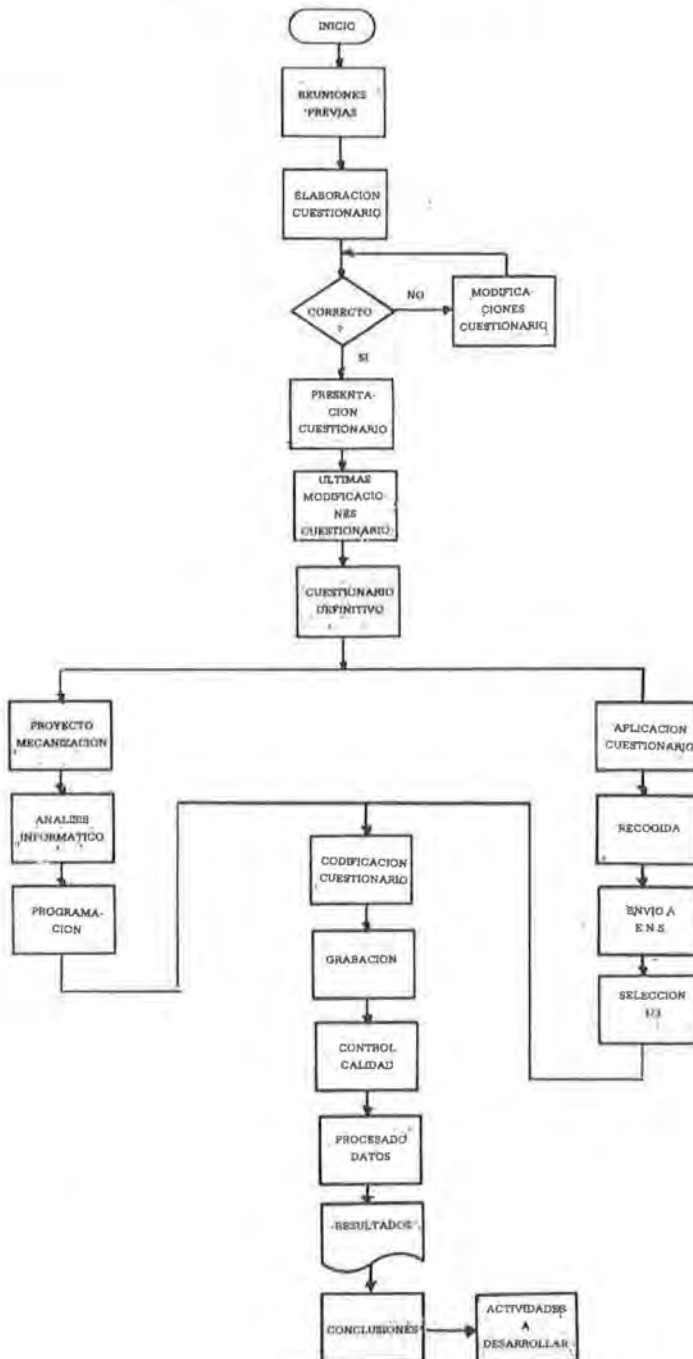 INICIO
REUNIONES
PREVIAS
ELABORACION
CUESTIONARIO
CORRECTO
?
NO
MODIFICA-
CIONES
CUESTIONARIO
SI
PRESENTA-
CION
CUESTIONARIO
ULTIMAS
MODIFICACIO-
NES
CUESTIONARIO
CUESTIONARIO
DEFINITIVO
PROYECTO
MECANIZACION
ANALISIS
INFORMATICO
PROGRAMA-
CION
APLICACION
CUESTIONARIO
RECOGIDA
ENVIO A
E.N.S.
SELECCION
1/3
CODIFICACION
CUESTIONARIO
GRABACION
CONTROL
CALIDAD
PROCESADO
DATOS
RESULTADOS
CONCLUSIONES
ACTIVIDADES
A
DESARROLLAR